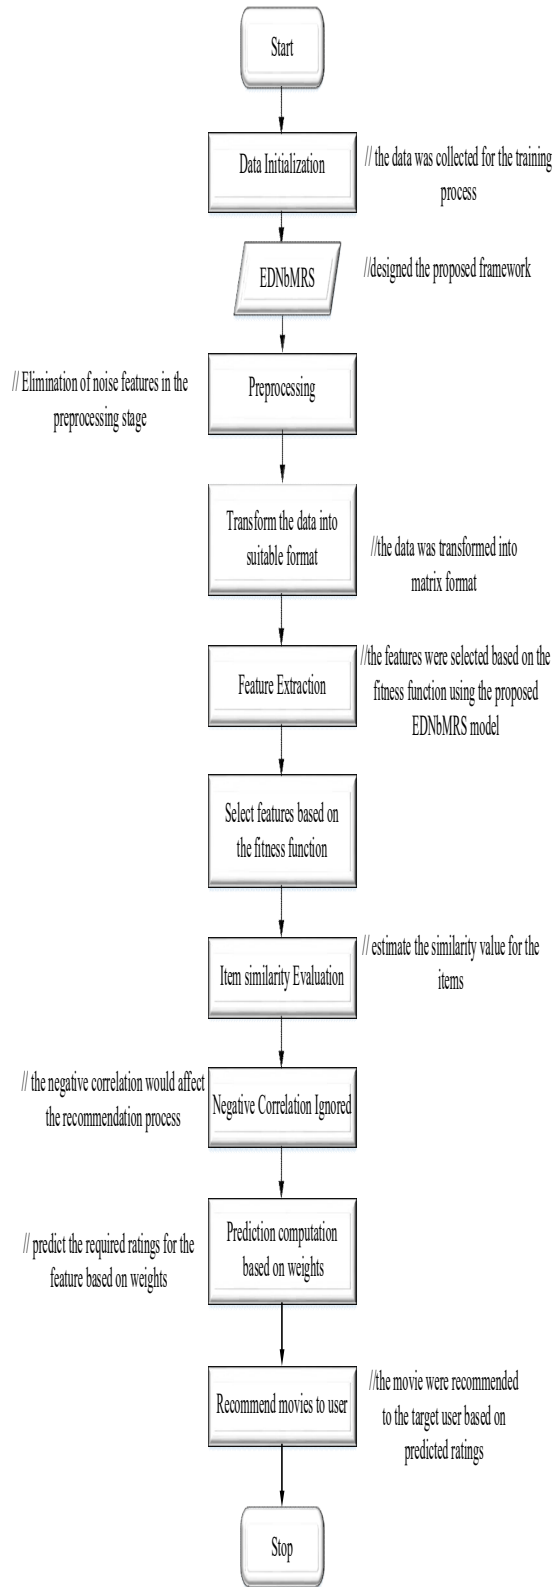 Start
Data Initialization
// the data was collected for the training
process
EDNbMRS
//designed the proposed framework
// Elimination of noise features in the
preprocessing stage
Preprocessing
Transform the data into
suitable format
//the data was transformed into
matrix format
Feature Extraction
//the features were selected based on the
fitness function using the proposed
EDNbMRS model
Select features based on
the fitness function
Item similarity Evaluation
// estimate the similarity value for the
items
// the negative correlation would affect
the recommendation process
Negative Correlation Ignored
// predict the required ratings for the
feature based on weights
Prediction computation
based on weights
Recommend movies to user
//the movie were recommended
to the target user based on
predicted ratings
Stop